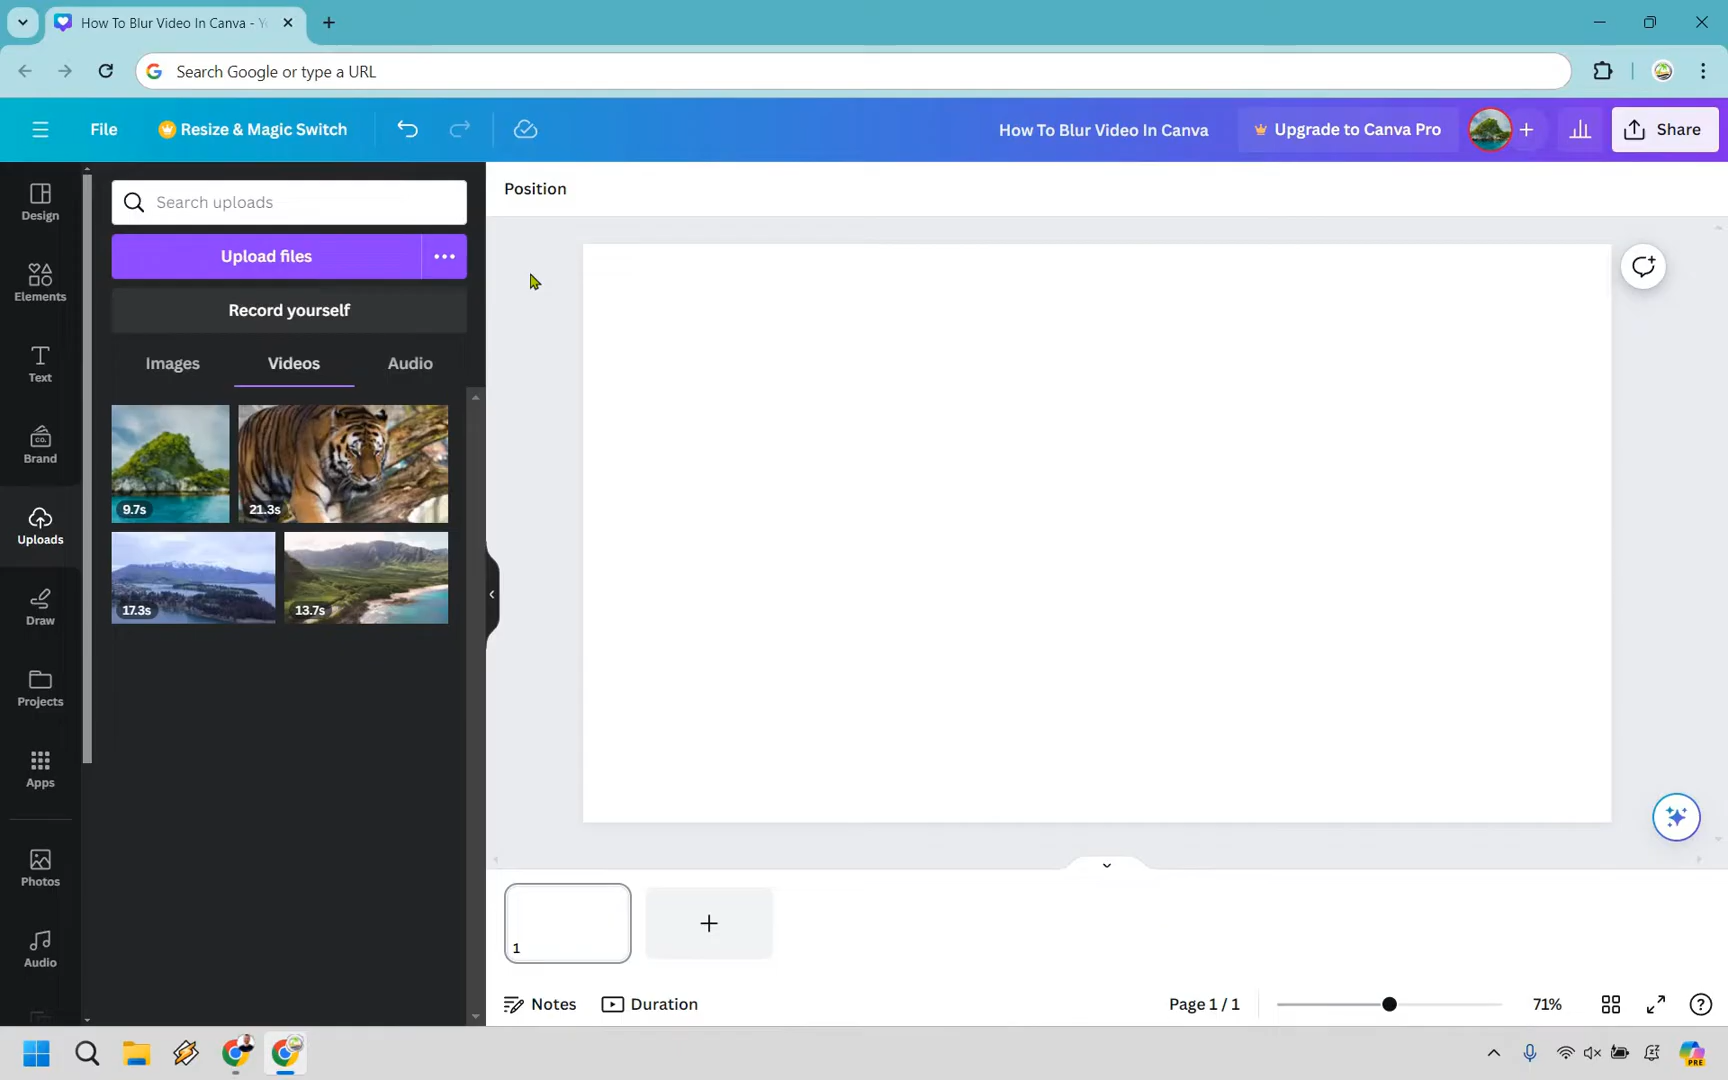 How To Blur Video In Canva - Y
Search Google or type a URL
File
Resize & Magic Switch
How To Blur Video In Canva
Upgrade to Canva Pro
Share
Design
Elements
Text
Brand
Uploads
Draw
Projects
Apps
Photos
Audio
Search uploads
Upload files
Record yourself
Images
Videos
Audio
9.7s
21.3s
17.3s
13.7s
Position
1
Notes
Duration
Page 1 / 1
71%
CO.
PRE